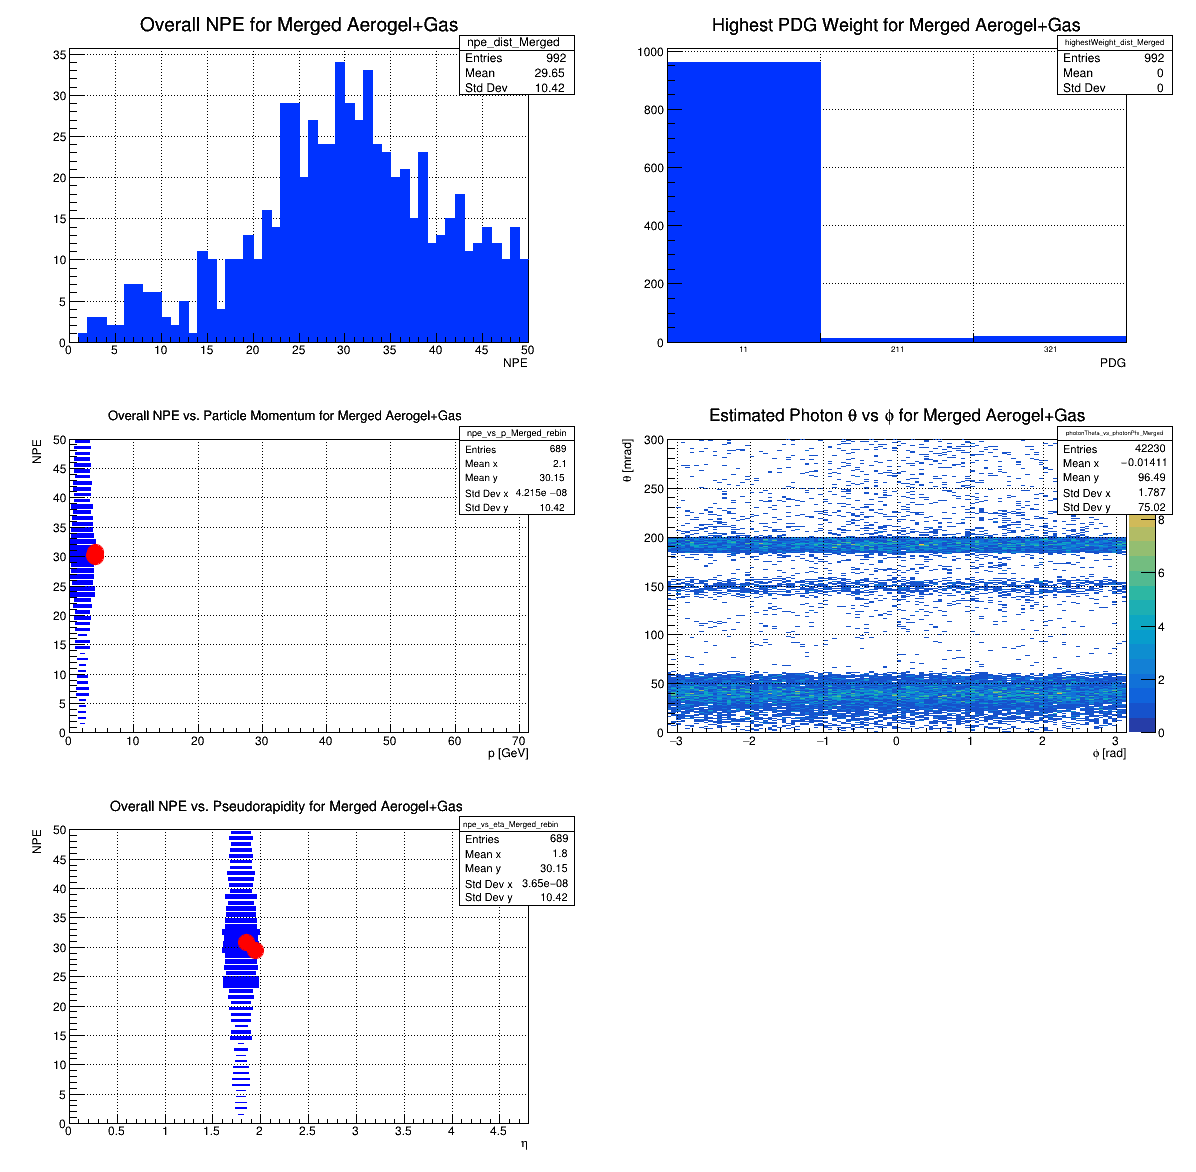 Overall NPE for Merged Aerogel+Gas
npe_dist_Merged
Entries 992
Mean 29.65
Std Dev 10.42
35
30
25
20
15
10
5
0
0 5 10 15 20 25 30 35 40 45 50
NPE
Highest PDG Weight for Merged Aerogel+Gas
highestWeight_dist_Merged
Entries 992
Mean 0
Std Dev 0
1000
800
600
400
200
0
11 211 321
PDG
Overall NPE vs. Particle Momentum for Merged Aerogel+Gas
npe_vs_p_Merged_rebin
Entries 689
Mean x 2.1
Mean y 30.15
Std Dev x 4.215e −08
Std Dev y 10.42
NPE
50
45
40
35
30
25
20
15
10
5
0
0 10 20 30 40 50 60 70
p [GeV]
Estimated Photon θ vs ϕ for Merged Aerogel+Gas
photonTheta_vs_photonPhi_Merged
Entries 42230
Mean x −0.01411
Mean y 96.49
Std Dev x 1.787
Std Dev y 75.02
θ [mrad]
300
250
200
150
100
50
0
−3 −2 −1 0 1 2 3
ϕ [rad]
8
6
4
2
0
Overall NPE vs. Pseudorapidity for Merged Aerogel+Gas
npe_vs_eta_Merged_rebin
Entries 689
Mean x 1.8
Mean y 30.15
Std Dev x 3.65e−08
Std Dev y 10.42
NPE
50
45
40
35
30
25
20
15
10
5
0
0 0.5 1 1.5 2 2.5 3 3.5 4 4.5
η